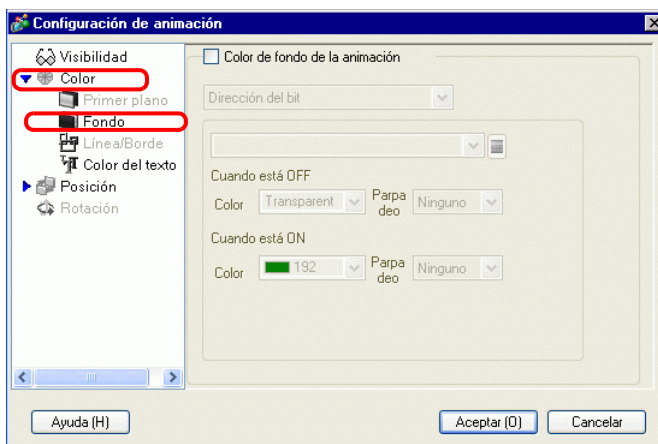 Configuración de animación
Visibilidad
Color
Primer plano
Fondo
Línea/Borde
Color del texto
Posición
Rotación
Color de fondo de la animación
Dirección del bit
Cuando está OFF
Color Transparent Parpa
deo Ninguno
Cuando está ON
Color 192 Parpa
deo Ninguno
Ayuda (H)
Aceptar (O)
Cancelar